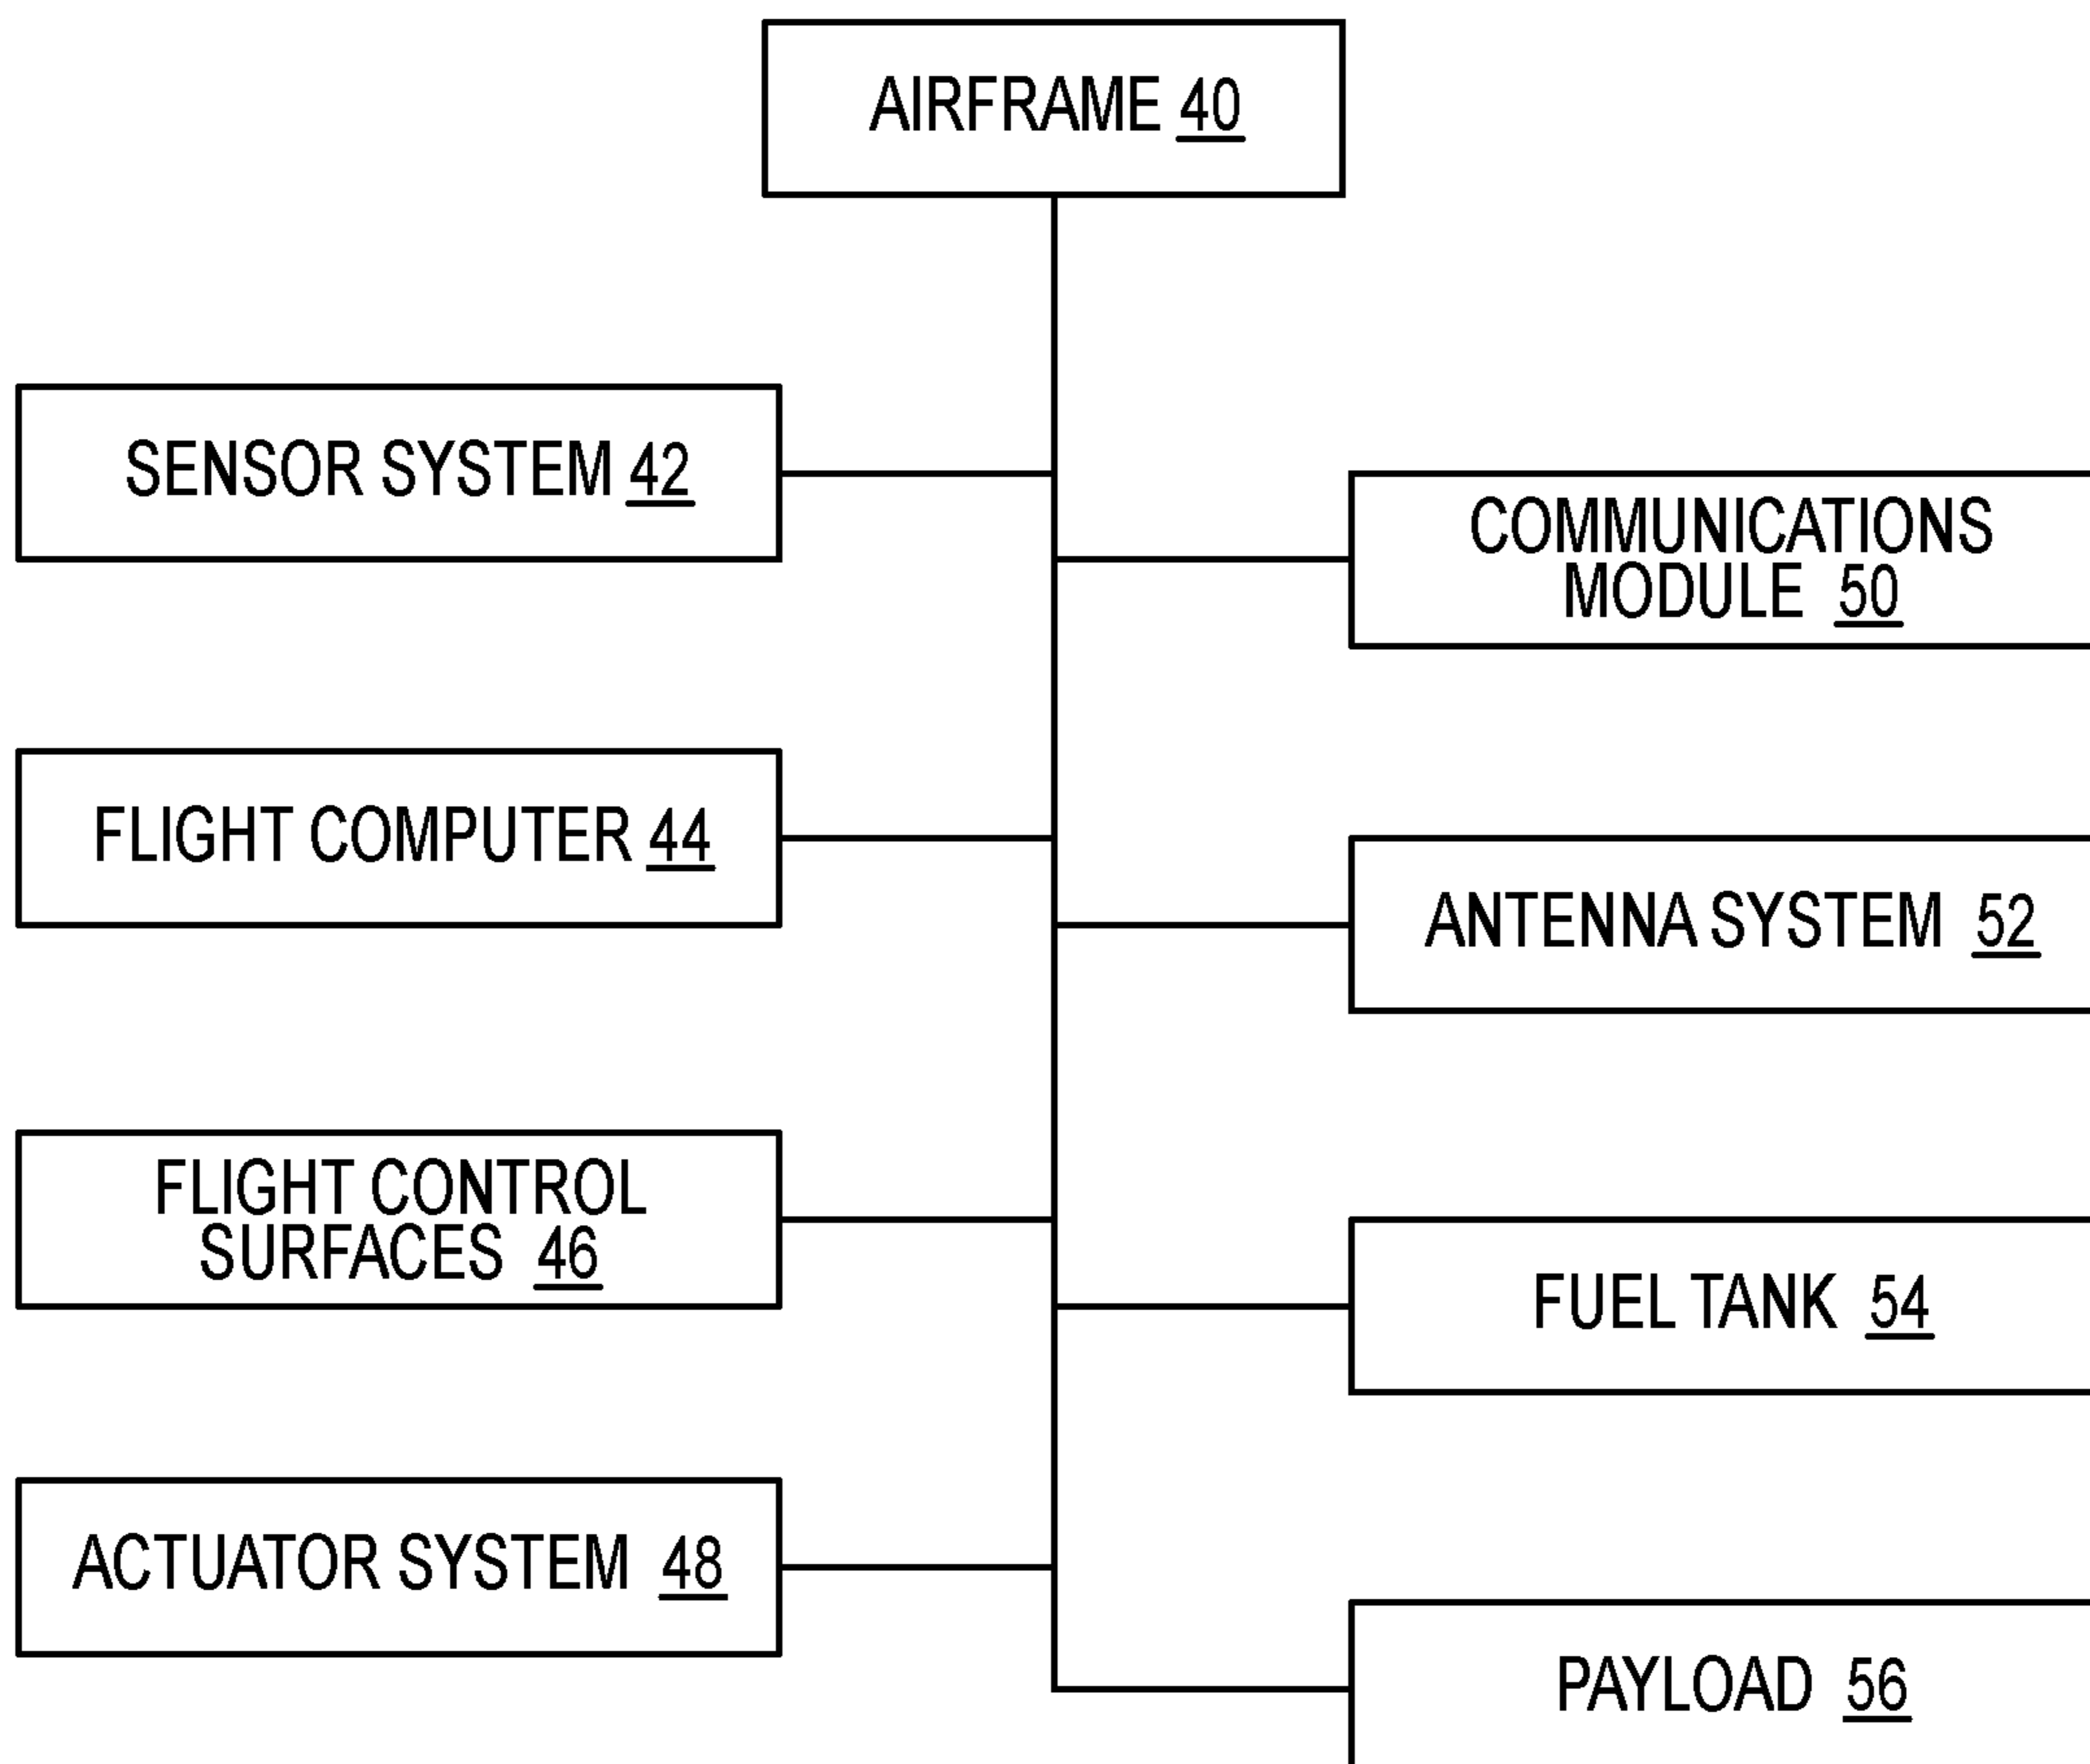 AIRFRAME 40
SENSOR SYSTEM 42
FLIGHT COMPUTER 44
FLIGHT CONTROL
SURFACES 46
ACTUATOR SYSTEM 48
COMMUNICATIONS
MODULE 50
ANTENNA SYSTEM 52
FUEL TANK 54
PAYLOAD 56